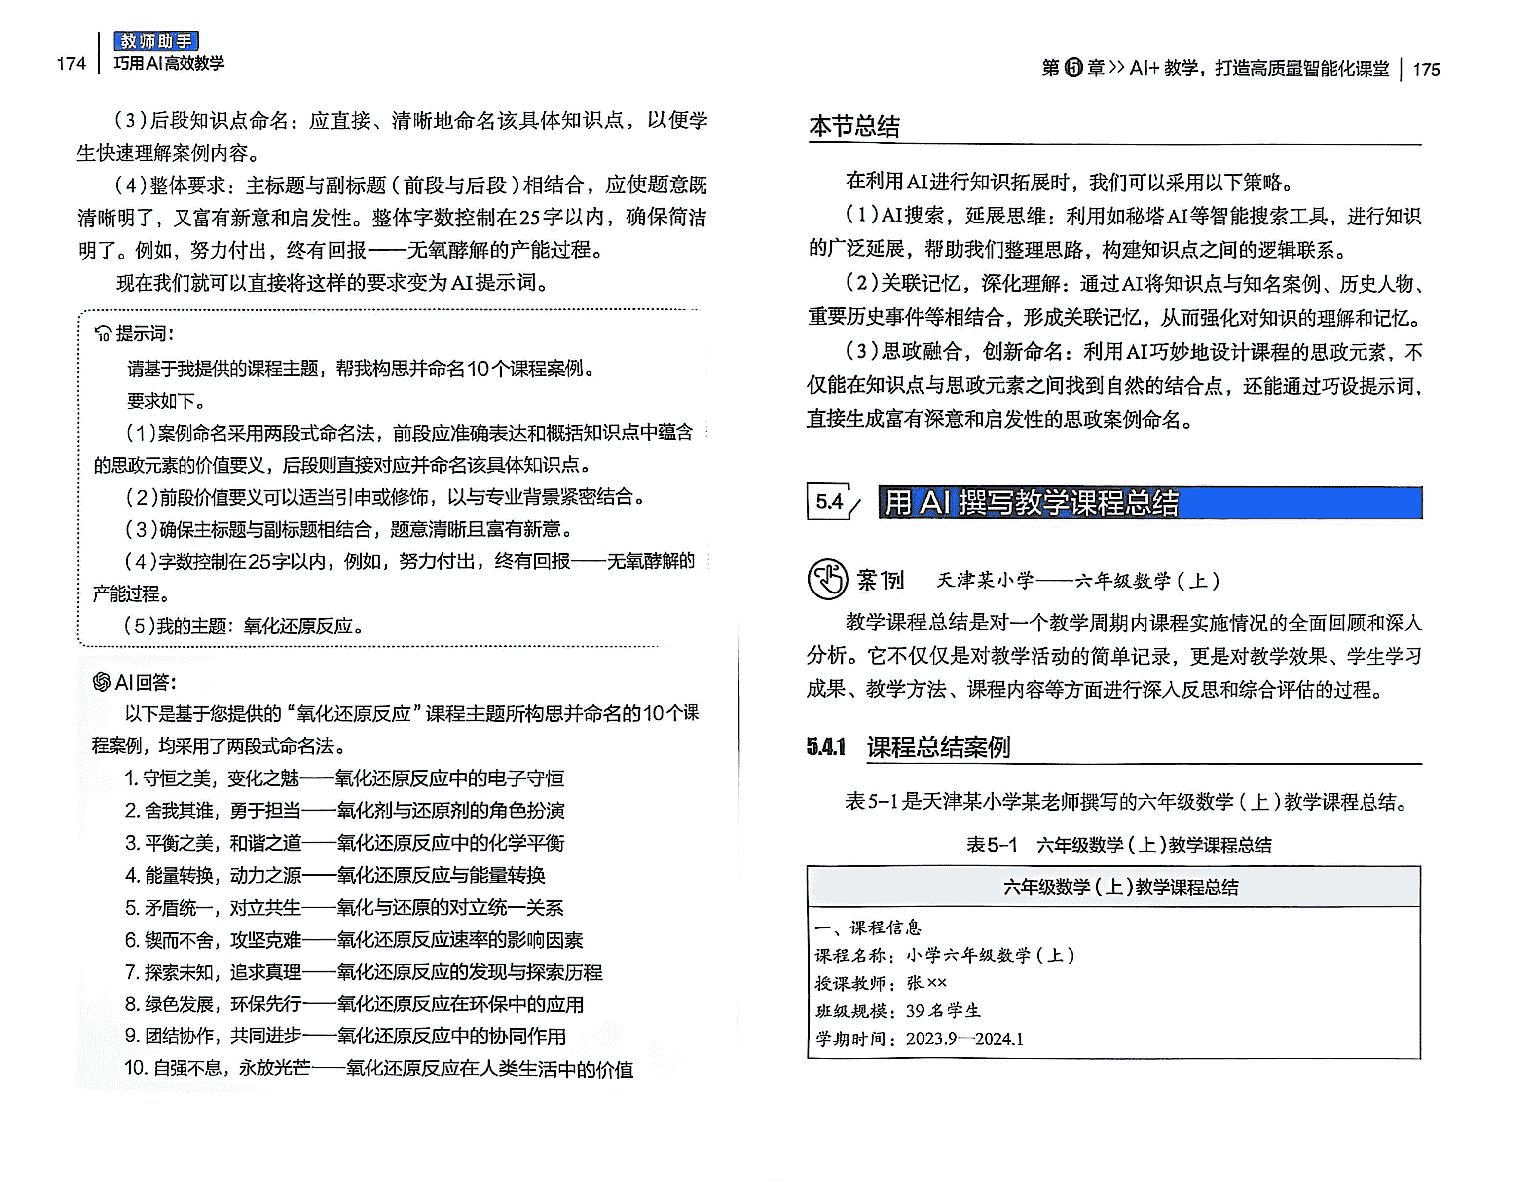 174
教师助手
巧用AI高效教学
(3)后段知识点命名：应直接、清晰地命名该具体知识点，以便学
生快速理解案例内容。
(4)整体要求：主标题与副标题(前段与后段)相结合，应使题意既
清晰明了，又富有新意和启发性。整体字数控制在25字以内，确保简洁
明了。例如，努力付出，终有回报——无氧酵解的产能过程。
现在我们就可以直接将这样的要求变为AI提示词。
提示词：
请基于我提供的课程主题，帮我构思并命名10个课程案例。
要求如下。
(1)案例命名采用两段式命名法，前段应准确表达和概括知识点中蕴含
的思政元素的价值要义，后段则直接对应并命名该具体知识点。
(2)前段价值要义可以适当引申或修饰，以与专业背景紧密结合。
(3)确保主标题与副标题相结合，题意清晰且富有新意。
(4)字数控制在25字以内，例如，努力付出，终有回报——无氧酵解的
产能过程。
(5)我的主题：氧化还原反应。
AI回答：
以下是基于您提供的“氧化还原反应”课程主题所构思并命名的10个课
程案例，均采用了两段式命名法。
1. 守恒之美，变化之魅——氧化还原反应中的电子守恒
2. 舍我其谁，勇于担当——氧化剂与还原剂的角色扮演
3. 平衡之美，和谐之道——氧化还原反应中的化学平衡
4. 能量转换，动力之源——氧化还原反应与能量转换
5. 矛盾统一，对立共生——氧化与还原的对立统一关系
6. 锲而不舍，攻坚克难——氧化还原反应速率的影响因素
7. 探索未知，追求真理——氧化还原反应的发现与探索历程
8. 绿色发展，环保先行——氧化还原反应在环保中的应用
9. 团结协作，共同进步——氧化还原反应中的协同作用
10. 自强不息，永放光芒——氧化还原反应在人类生活中的价值
第5章>>AI+教学，打造高质量智能化课堂 175
本节总结
在利用AI进行知识拓展时，我们可以采用以下策略。
(1)AI搜索，延展思维：利用如秘塔AI等智能搜索工具，进行知识
的广泛延展，帮助我们整理思路，构建知识点之间的逻辑联系。
(2)关联记忆，深化理解：通过AI将知识点与知名案例、历史人物、
重要历史事件等相结合，形成关联记忆，从而强化对知识的理解和记忆。
(3)思政融合，创新命名：利用AI巧妙地设计课程的思政元素，不
仅能在知识点与思政元素之间找到自然的结合点，还能通过巧设提示词，
直接生成富有深意和启发性的思政案例命名。
5.4 用AI撰写教学课程总结
案例 天津某小学——六年级数学(上)
教学课程总结是对一个教学周期内课程实施情况的全面回顾和深入
分析。它不仅仅是对教学活动的简单记录，更是对教学效果、学生学习
成果、教学方法、课程内容等方面进行深入反思和综合评估的过程。
5.4.1 课程总结案例
表5-1是天津某小学某老师撰写的六年级数学(上)教学课程总结。
表5-1 六年级数学(上)教学课程总结
六年级数学(上)教学课程总结
一、课程信息
课程名称：小学六年级数学(上)
授课教师：张××
班级规模：39名学生
学期时间：2023.9—2024.1